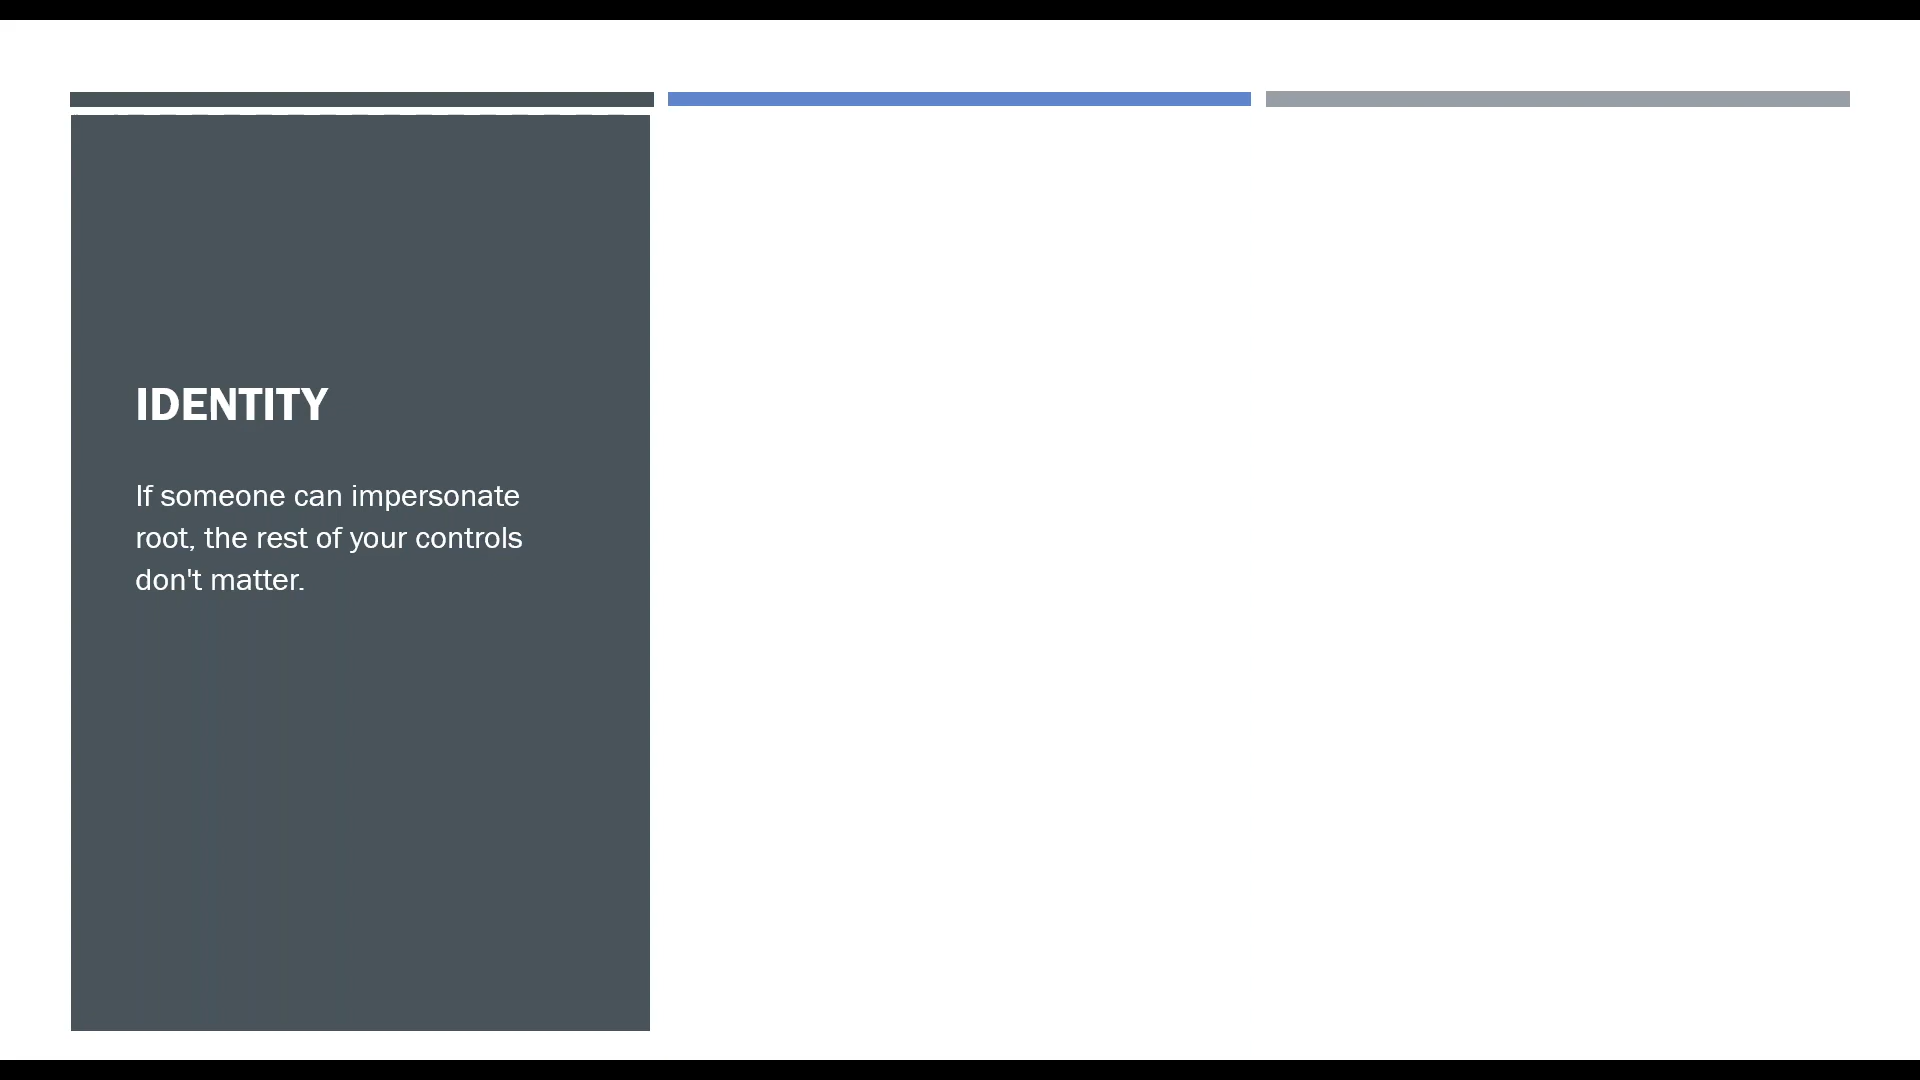 IDENTITY
If someone can impersonate
root, the rest of your controls
don't matter.